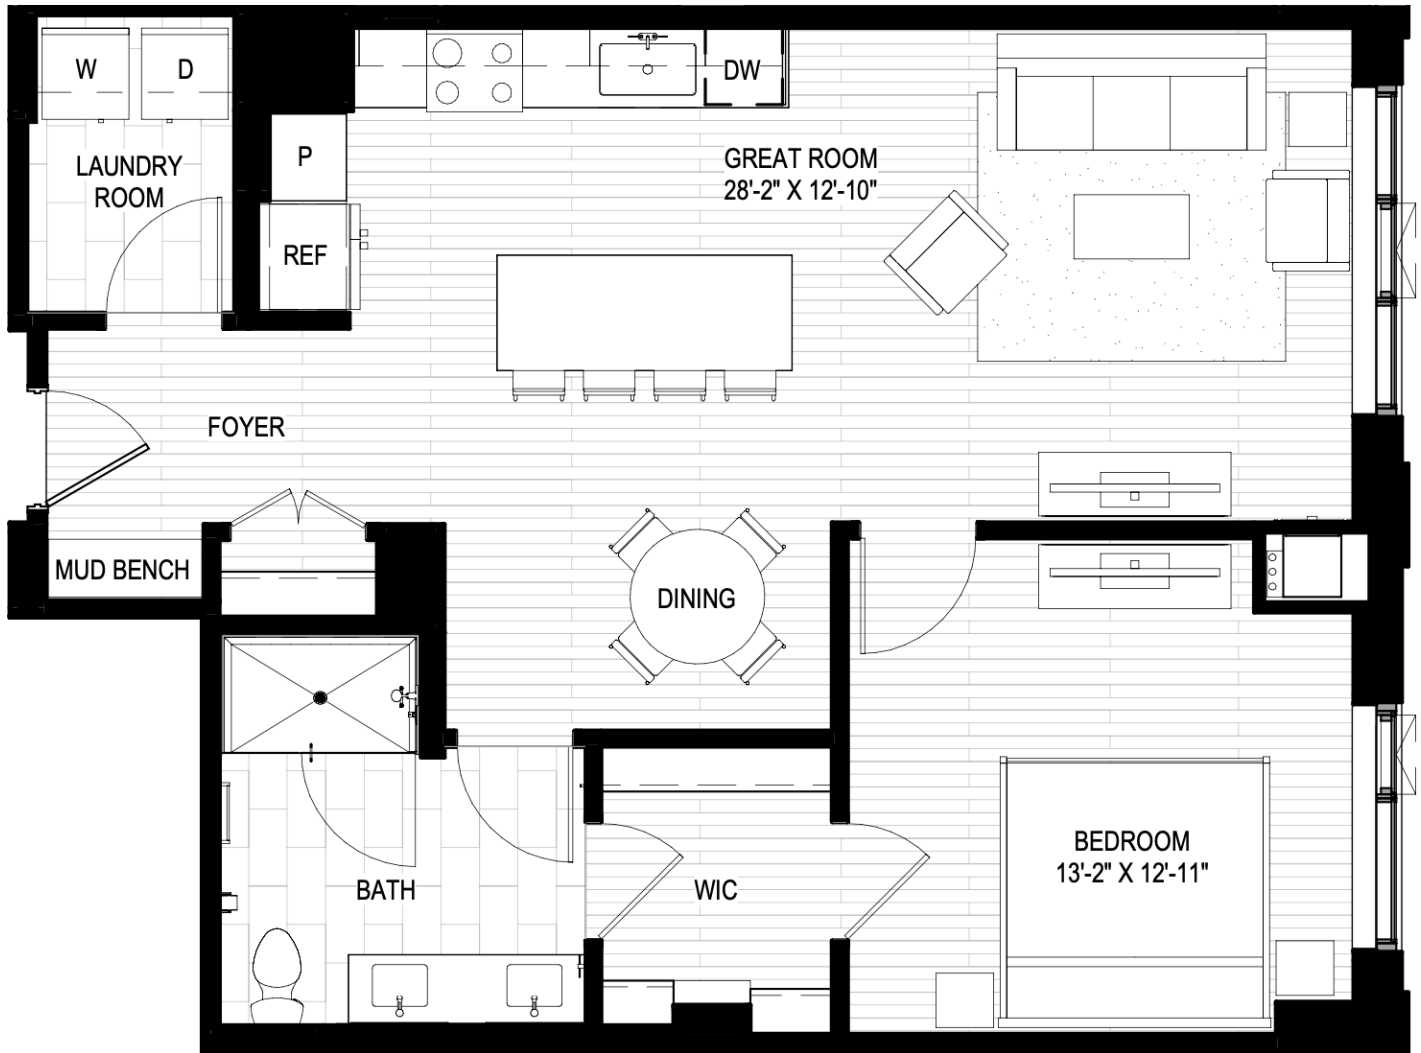 W
D
DW
LAUNDRY
ROOM
P
GREAT ROOM
28'-2" X 12'-10"
REF
FOYER
MUD BENCH
DINING
BEDROOM
13'-2" X 12'-11"
BATH
WIC